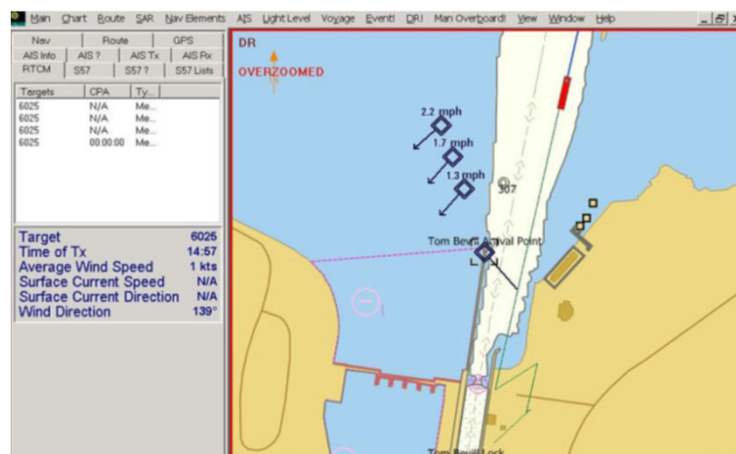 Main Chart Route SAR Nav Elements AIS Light Level Voyage Event! DR! Man Overboard! View Window Help
Nav Route GPS
AIS Info AIS ? AIS Tx AIS Rx
RTCM S57 S57 ? S57 Lists
Targets CPA Ty...
6025 N/A Me...
6025 N/A Me...
6025 N/A Me...
6025 00:00:00 Me...
Target 6025
Time of Tx 14:57
Average Wind Speed 1 kts
Surface Current Speed N/A
Surface Current Direction N/A
Wind Direction 139°
DR
OVERZOOMED
2.2 mph
1.7 mph
1.3 mph
307
Tom Bevill Arrival Point
Tom Bevill Lock